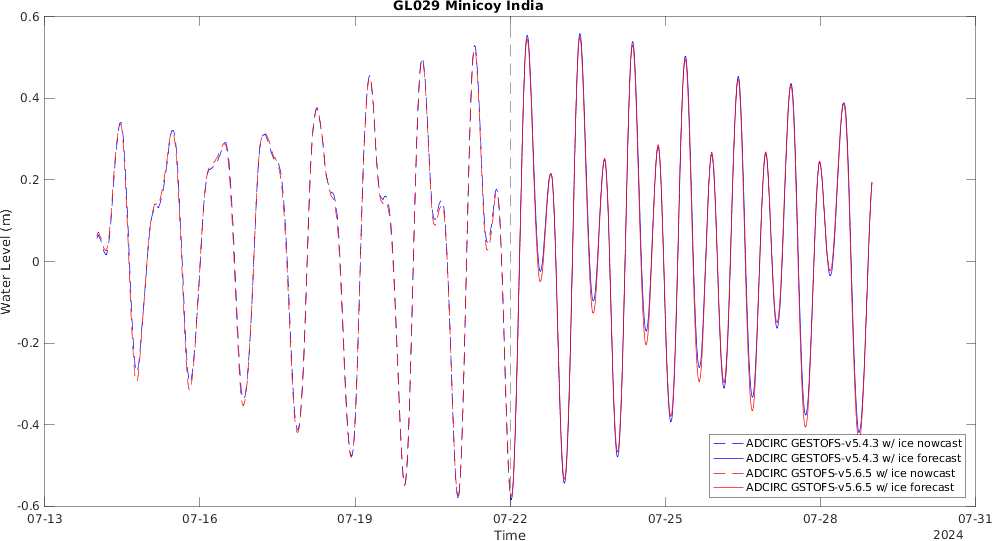 GL029 Minicoy India
0.6
0.4
0.2
0
-0.2
-0.4
-0.6
Water Level (m)
ADCIRC GESTOFS-v5.4.3 w/ ice nowcast
ADCIRC GESTOFS-v5.4.3 w/ ice forecast
ADCIRC GSTOFS-v5.6.5 w/ ice nowcast
ADCIRC GSTOFS-v5.6.5 w/ ice forecast
07-13 07-16 07-19 07-22 07-25 07-28 07-31
Time
2024